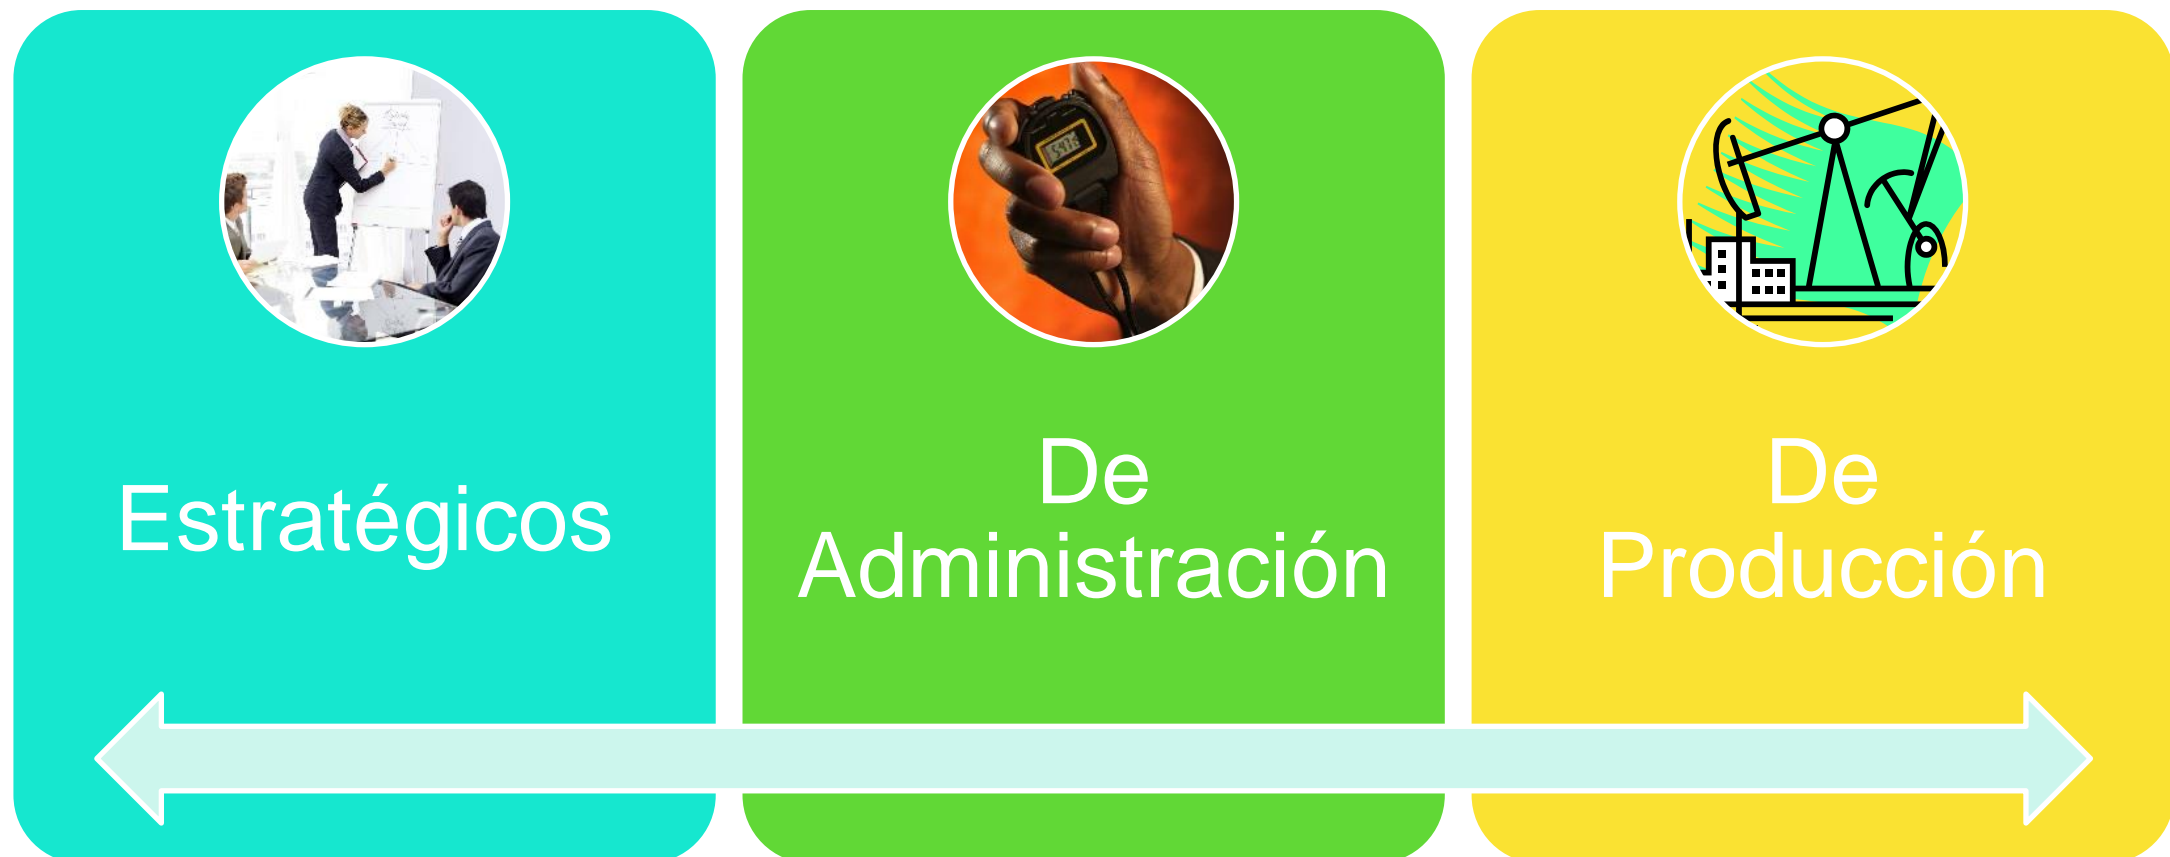 Estratégicos
De
Administración
De
Producción